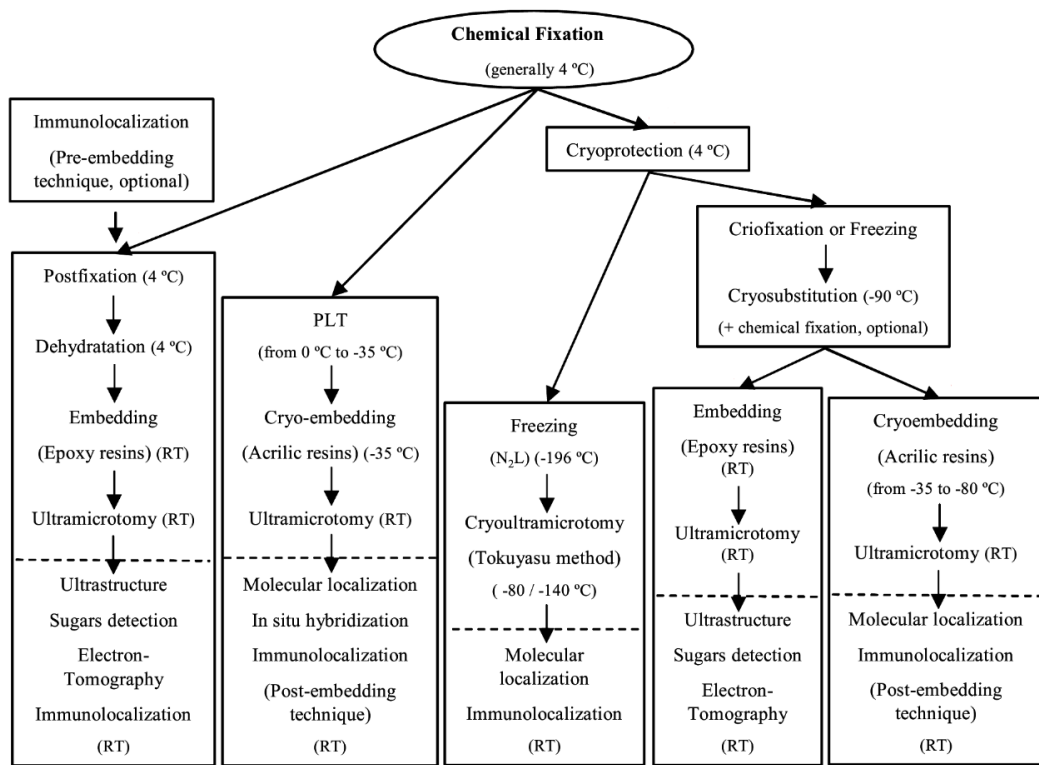 Chemical Fixation
(generally 4 ºC)
Immunolocalization
(Pre-embedding
technique, optional)
Cryoprotection (4 ºC)
Criofixation or Freezing
Cryosubstitution (-90 ºC)
(+ chemical fixation, optional)
Postfixation (4 ºC)
Dehydratation (4 ºC)
Embedding
(Epoxy resins) (RT)
Ultramicrotomy (RT)
Ultrastructure
Sugars detection
Electron-
Tomography
Immunolocalization
(RT)
PLT
(from 0 ºC to -35 ºC)
Cryo-embedding
(Acrilic resins) (-35 ºC)
Ultramicrotomy (RT)
Molecular localization
In situ hybridization
Immunolocalization
(Post-embedding
technique)
(RT)
Freezing
(N₂L) (-196 ºC)
Cryoultramicrotomy
(Tokuyasu method)
( -80 / -140 ºC)
Molecular
localization
Immunolocalization
(RT)
Embedding
(Epoxy resins)
(RT)
Ultramicrotomy
(RT)
Ultrastructure
Sugars detection
Electron-
Tomography
(RT)
Cryoembedding
(Acrilic resins)
(from -35 to -80 ºC)
Ultramicrotomy (RT)
Molecular localization
Immunolocalization
(Post-embedding
technique)
(RT)